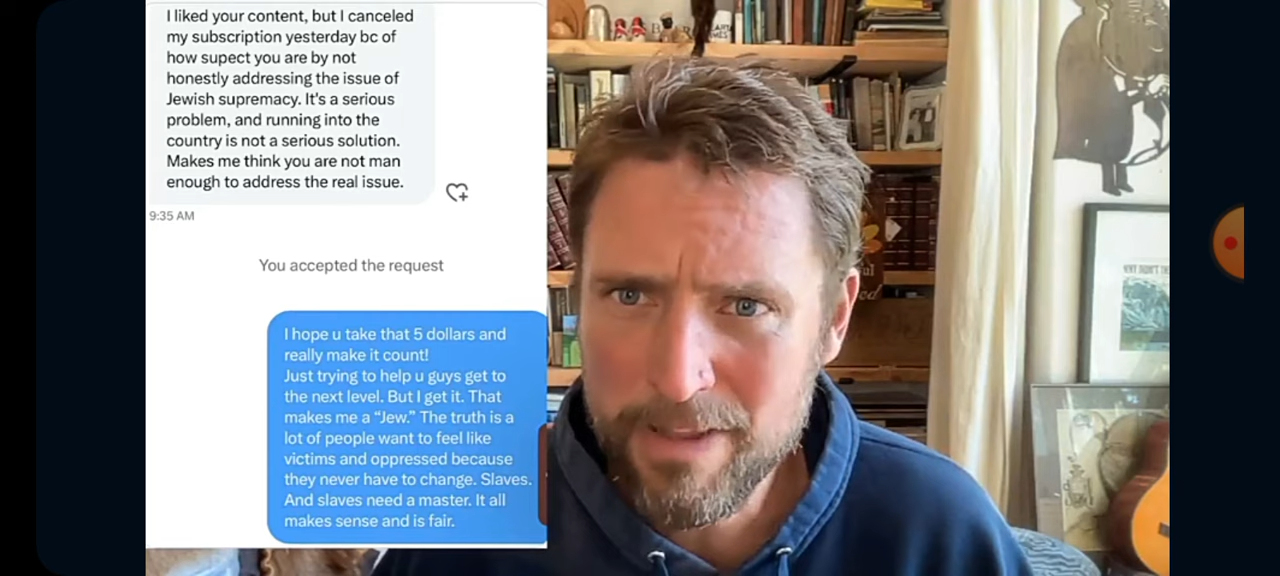 I liked your content, but I canceled
my subscription yesterday bc of
how supect you are by not
honestly addressing the issue of
Jewish supremacy. It's a serious
problem, and running into the
country is not a serious solution.
Makes me think you are not man
enough to address the real issue.
9:35 AM
You accepted the request
I hope u take that 5 dollars and
really make it count!
Just trying to help u guys get to
the next level. But I get it. That
makes me a “Jew.” The truth is a
lot of people want to feel like
victims and oppressed because
they never have to change. Slaves.
And slaves need a master. It all
makes sense and is fair.